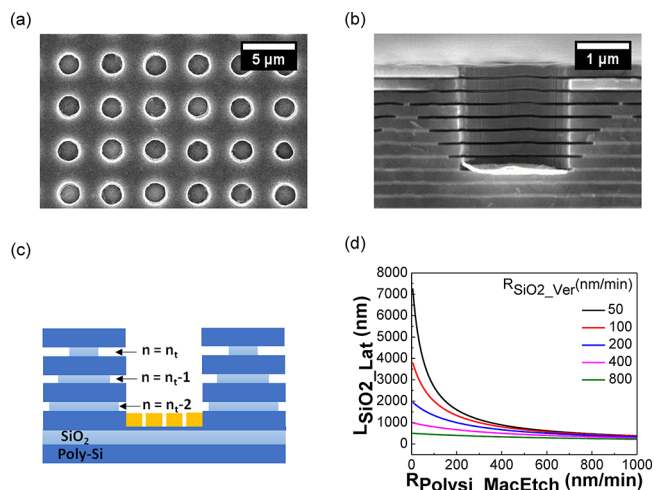 (a)
5 μm
(b)
1 μm
(c)
n = nt
n = nt-1
n = nt-2
SiO2
Poly-Si
(d)
LSiO2_Lat (nm)
8000
7000
6000
5000
4000
3000
2000
1000
0
RSiO2_Ver(nm/min)
50
100
200
400
800
0 200 400 600 800 1000
RPolysi_MacEtch (nm/min)